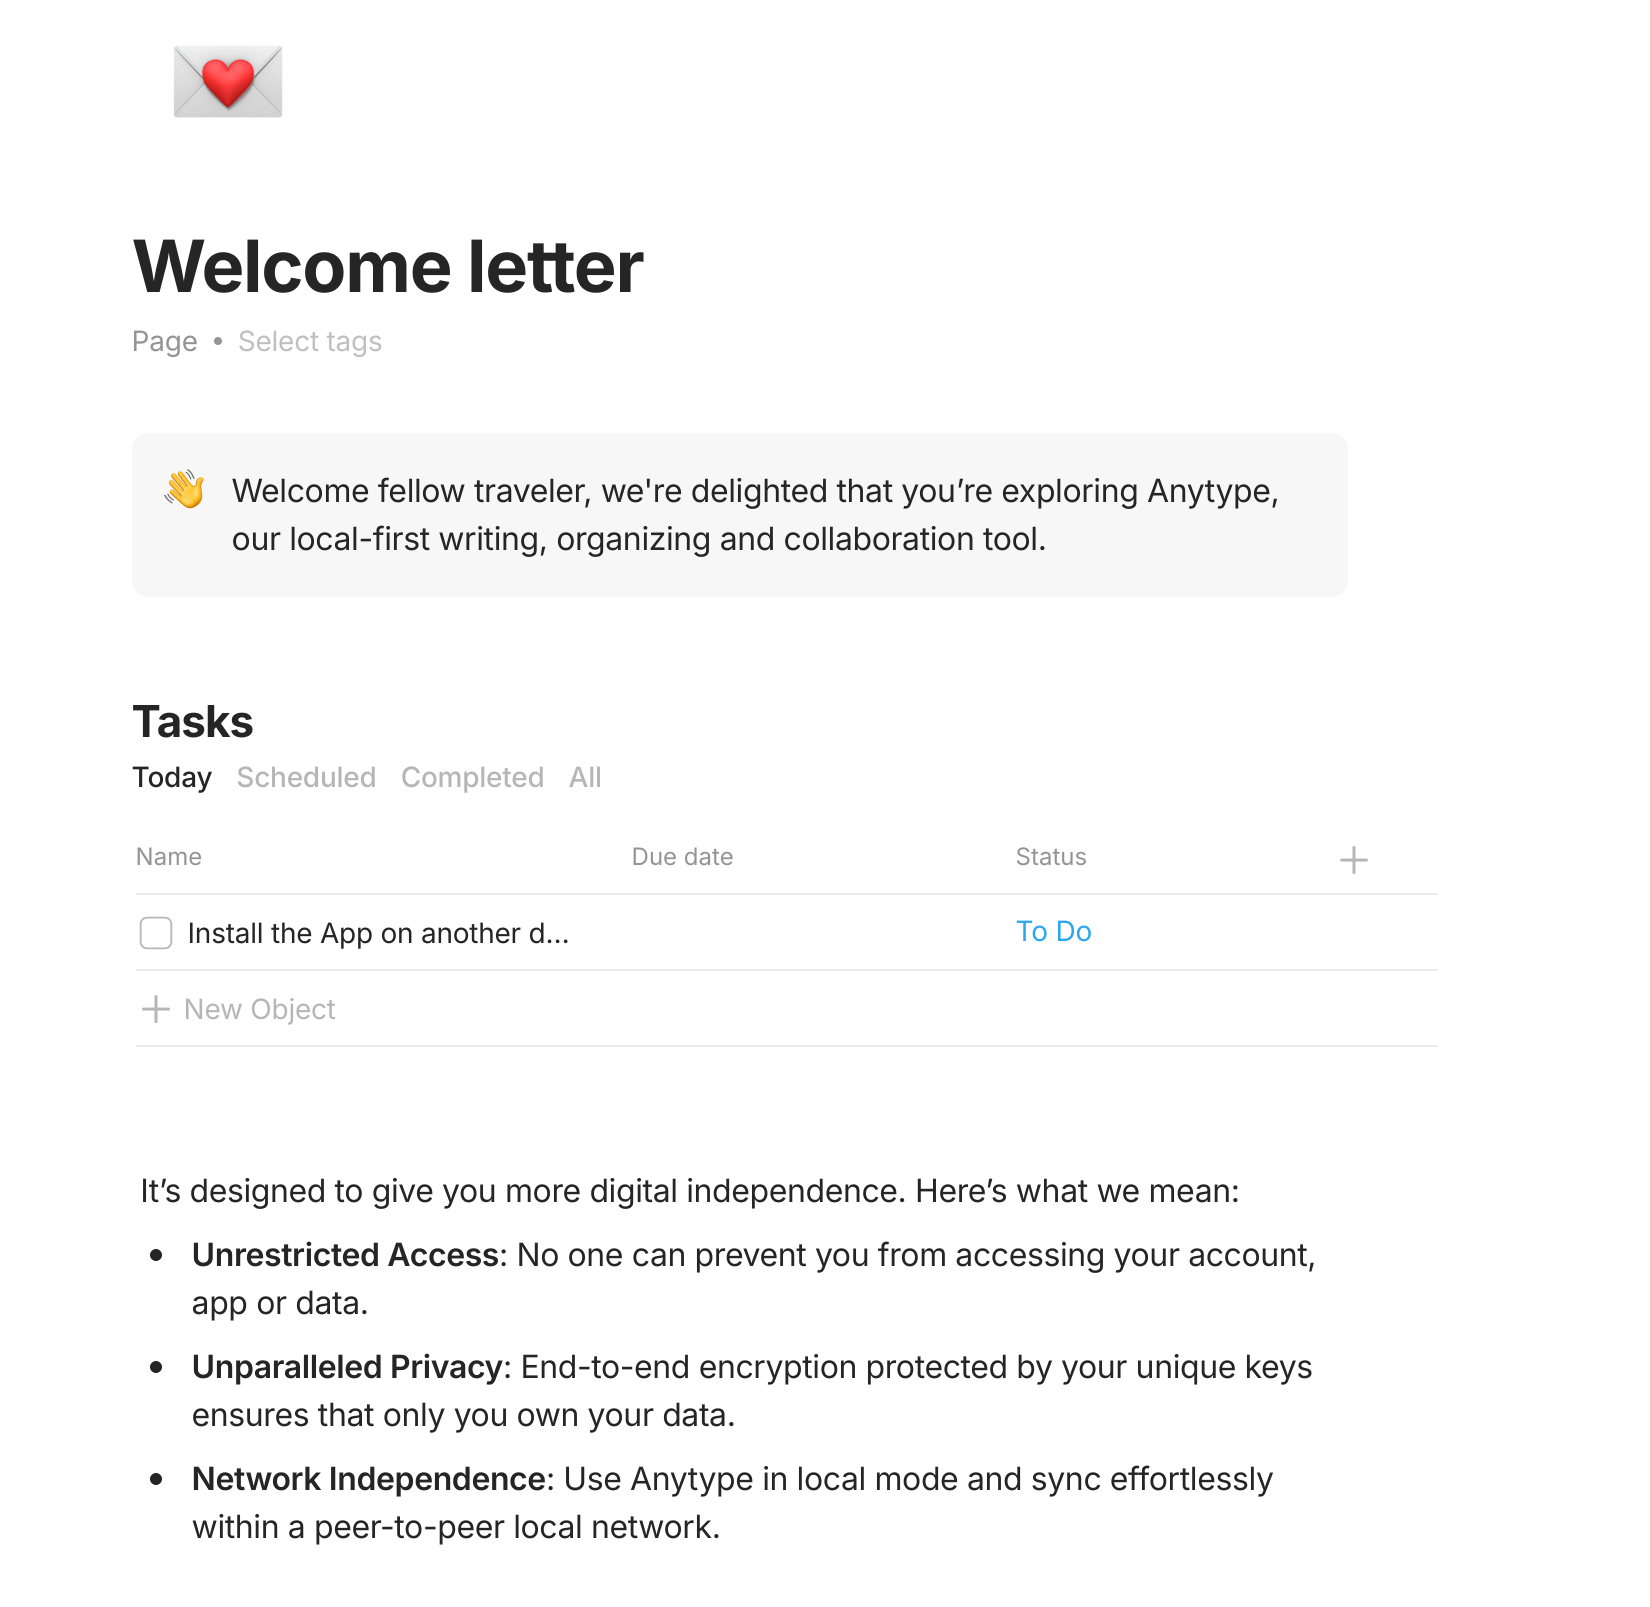 Welcome letter
Page • Select tags
Welcome fellow traveler, we're delighted that you’re exploring Anytype,
our local-first writing, organizing and collaboration tool.
Tasks
Today Scheduled Completed All
Name Due date Status
Install the App on another d...
To Do
New Object
It’s designed to give you more digital independence. Here’s what we mean:
• Unrestricted Access: No one can prevent you from accessing your account,
app or data.
• Unparalleled Privacy: End-to-end encryption protected by your unique keys
ensures that only you own your data.
• Network Independence: Use Anytype in local mode and sync effortlessly
within a peer-to-peer local network.